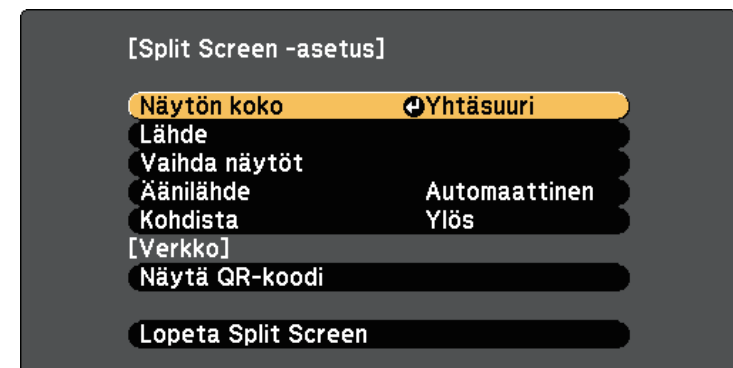 [Split Screen -asetus]
Näytön koko Yhtäsuuri
Lähde
Vaihda näytöt
Äänilähde Automaattinen
Kohdista Ylös
[Verkko]
Näytä QR-koodi
Lopeta Split Screen